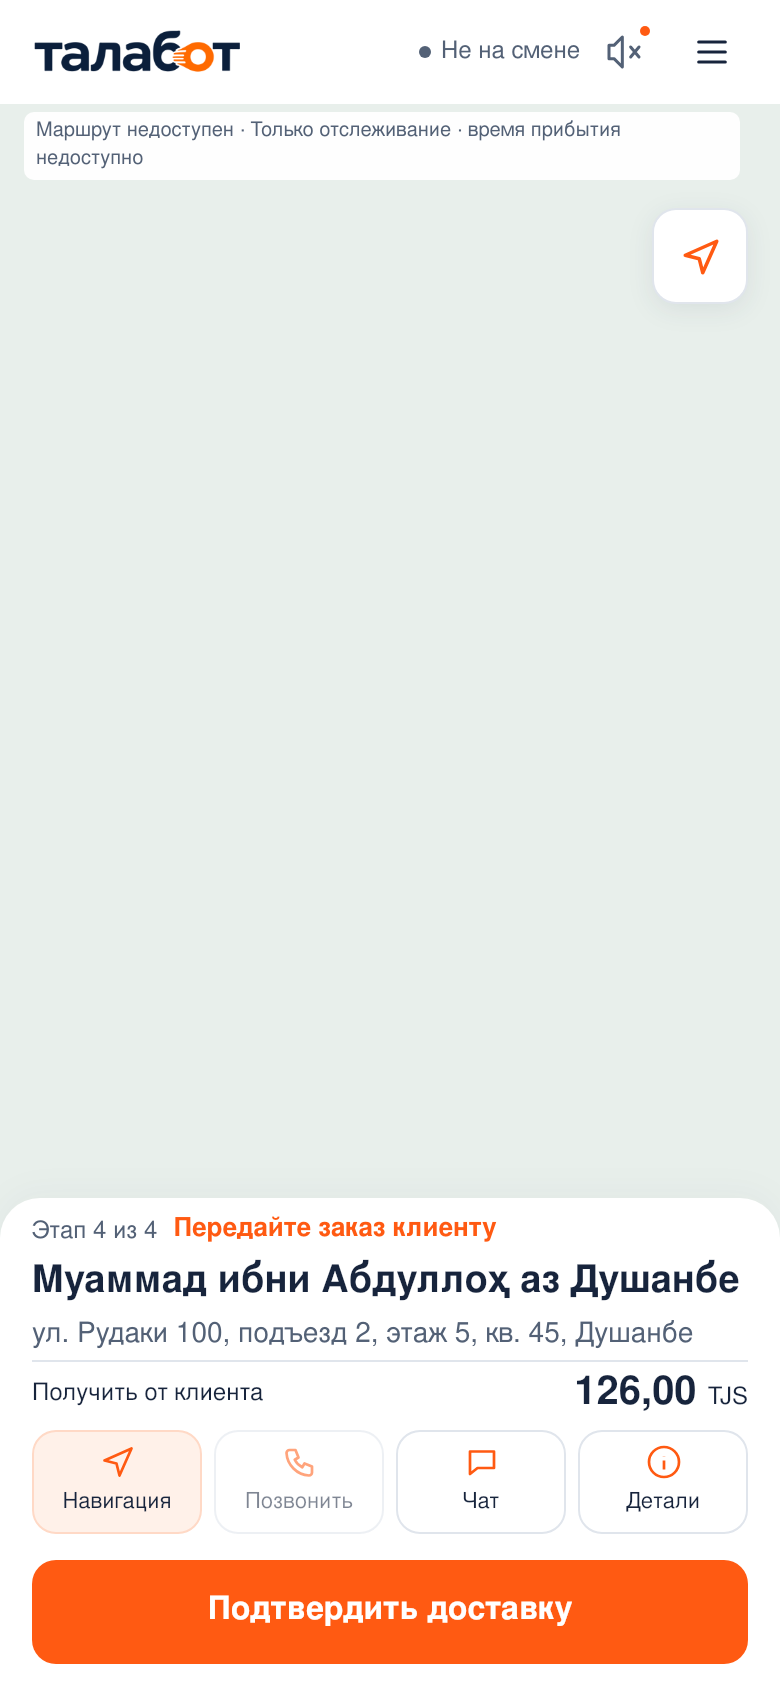 талабот
Не на смене
Маршрут недоступен · Только отслеживание · время прибытия
недоступно
Этап 4 из 4 Передайте заказ клиенту
Муаммад ибни Абдуллоҳ аз Душанбе
ул. Рудаки 100, подъезд 2, этаж 5, кв. 45, Душанбе
Получить от клиента 126,00 TJS
Навигация Позвонить Чат Детали
Подтвердить доставку